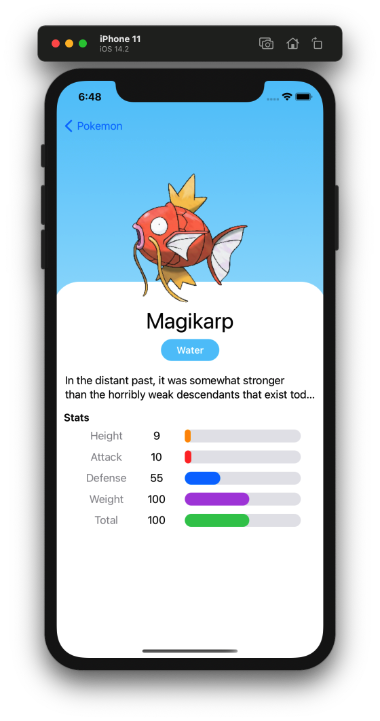 iPhone 11
iOS 14.2
6:48
Pokemon
Magikarp
Water
In the distant past, it was somewhat stronger
than the horribly weak descendants that exist tod...
Stats
Height 9
Attack 10
Defense 55
Weight 100
Total 100